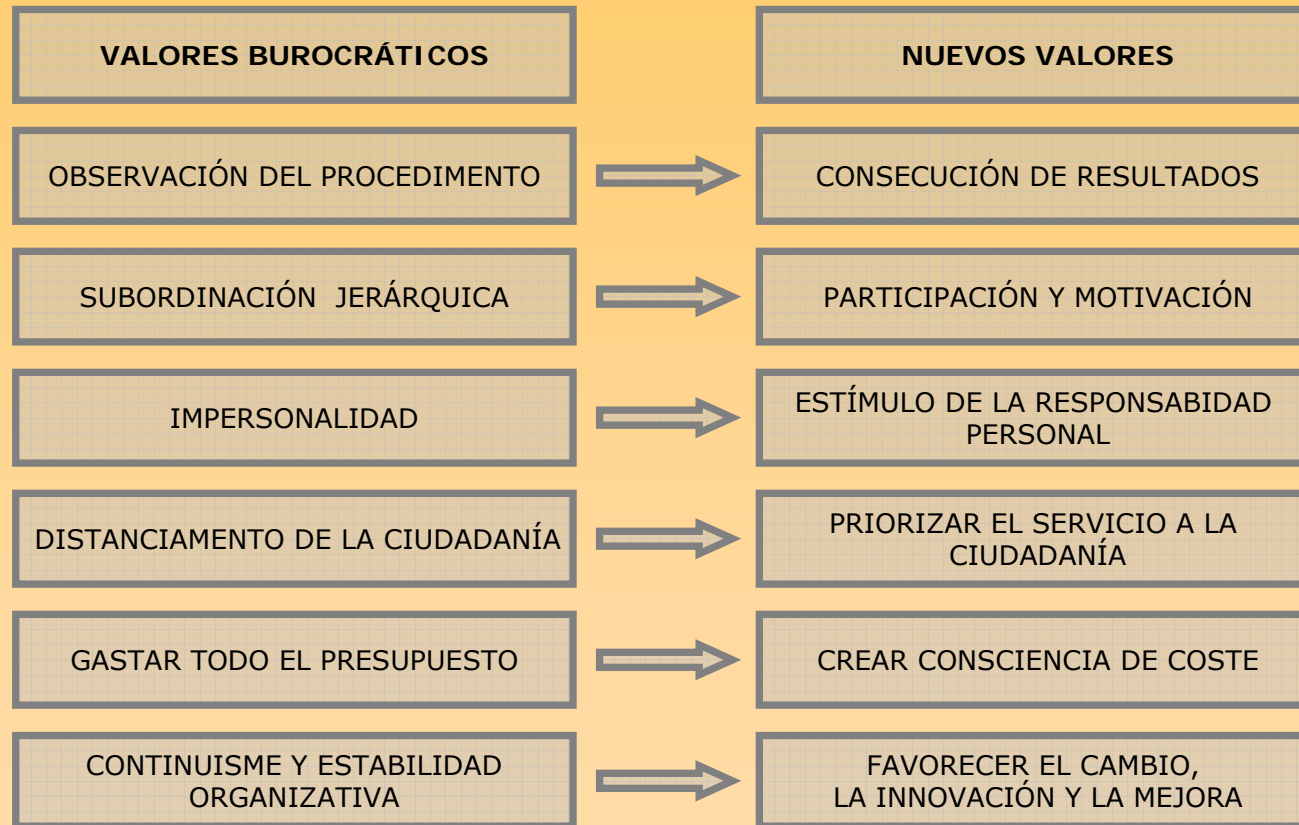 VALORES BUROCRÁTICOS
NUEVOS VALORES
OBSERVACIÓN DEL PROCEDIMENTO
CONSECUCIÓN DE RESULTADOS
SUBORDINACIÓN JERÁRQUICA
PARTICIPACIÓN Y MOTIVACIÓN
IMPERSONALIDAD
ESTÍMULO DE LA RESPONSABIDAD
PERSONAL
DISTANCIAMENTO DE LA CIUDADANÍA
PRIORIZAR EL SERVICIO A LA
CIUDADANÍA
GASTAR TODO EL PRESUPUESTO
CREAR CONSCIENCIA DE COSTE
CONTINUISME Y ESTABILIDAD
ORGANIZATIVA
FAVORECER EL CAMBIO,
LA INNOVACIÓN Y LA MEJORA